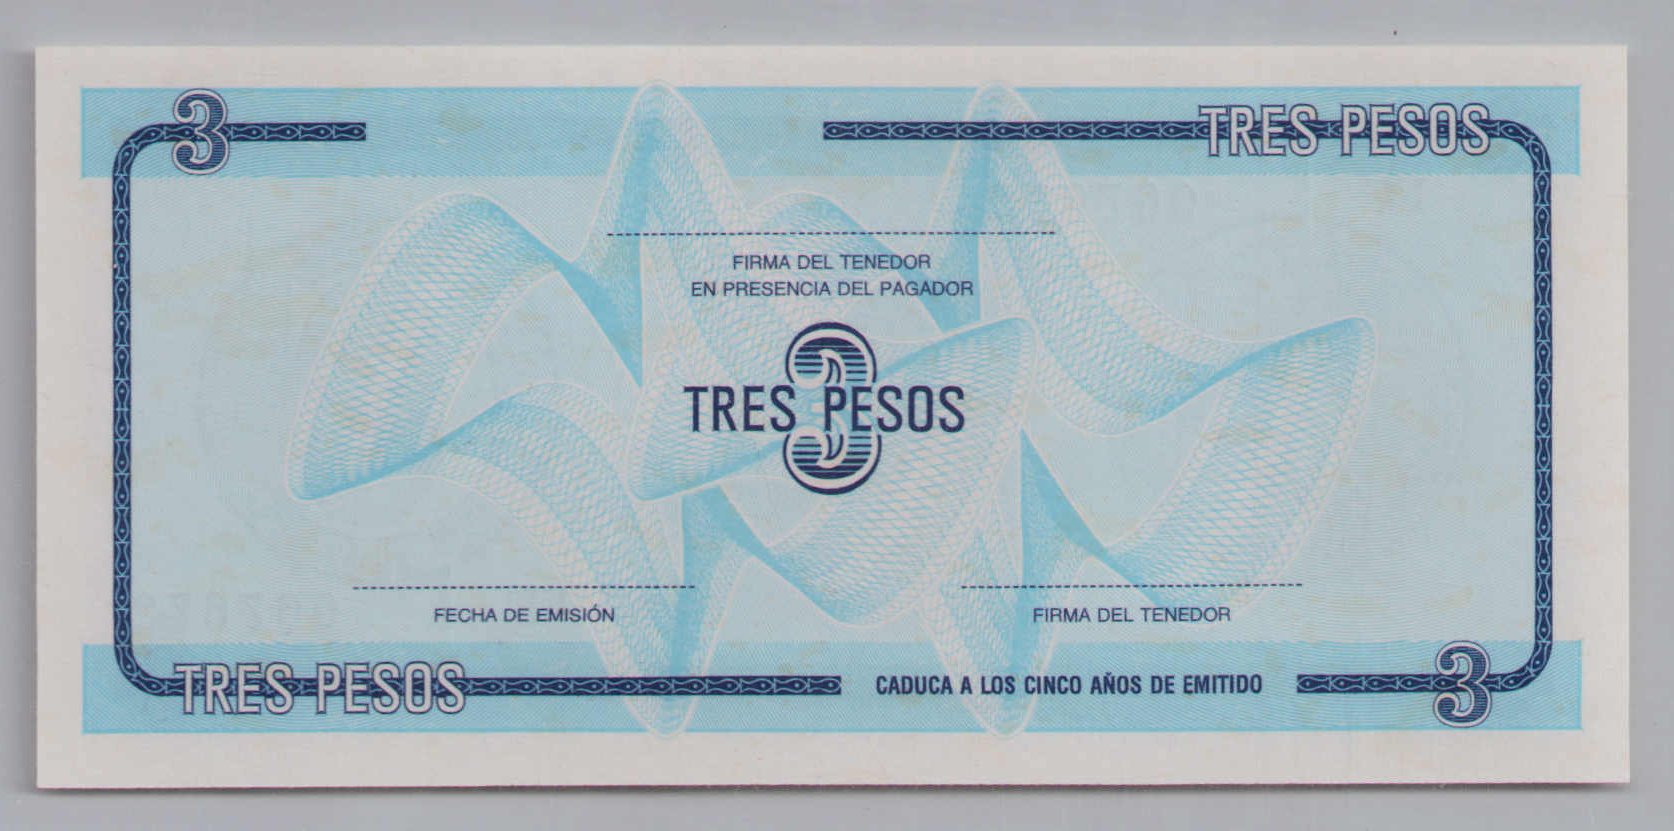 3
TRES PESOS
FIRMA DEL TENEDOR
EN PRESENCIA DEL PAGADOR
3
TRES PESOS
FECHA DE EMISIÓN
FIRMA DEL TENEDOR
TRES PESOS
CADUCA A LOS CINCO AÑOS DE EMITIDO
3